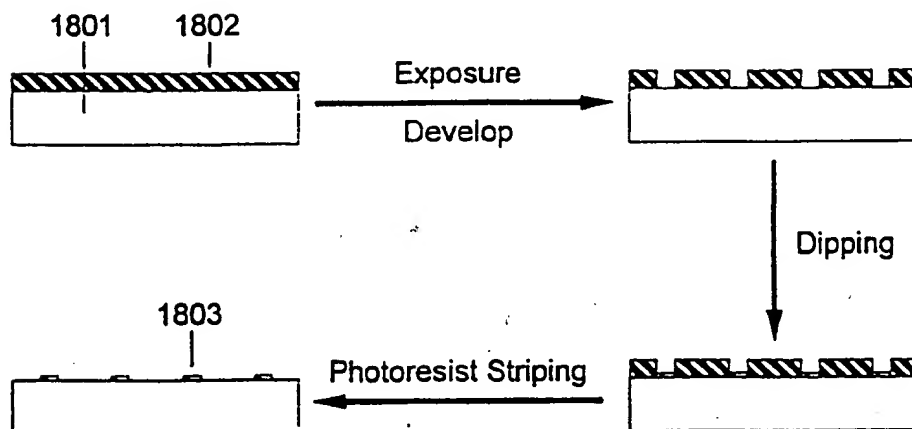 1801 1802
Exposure
Develop
Dipping
1803
Photoresist Striping